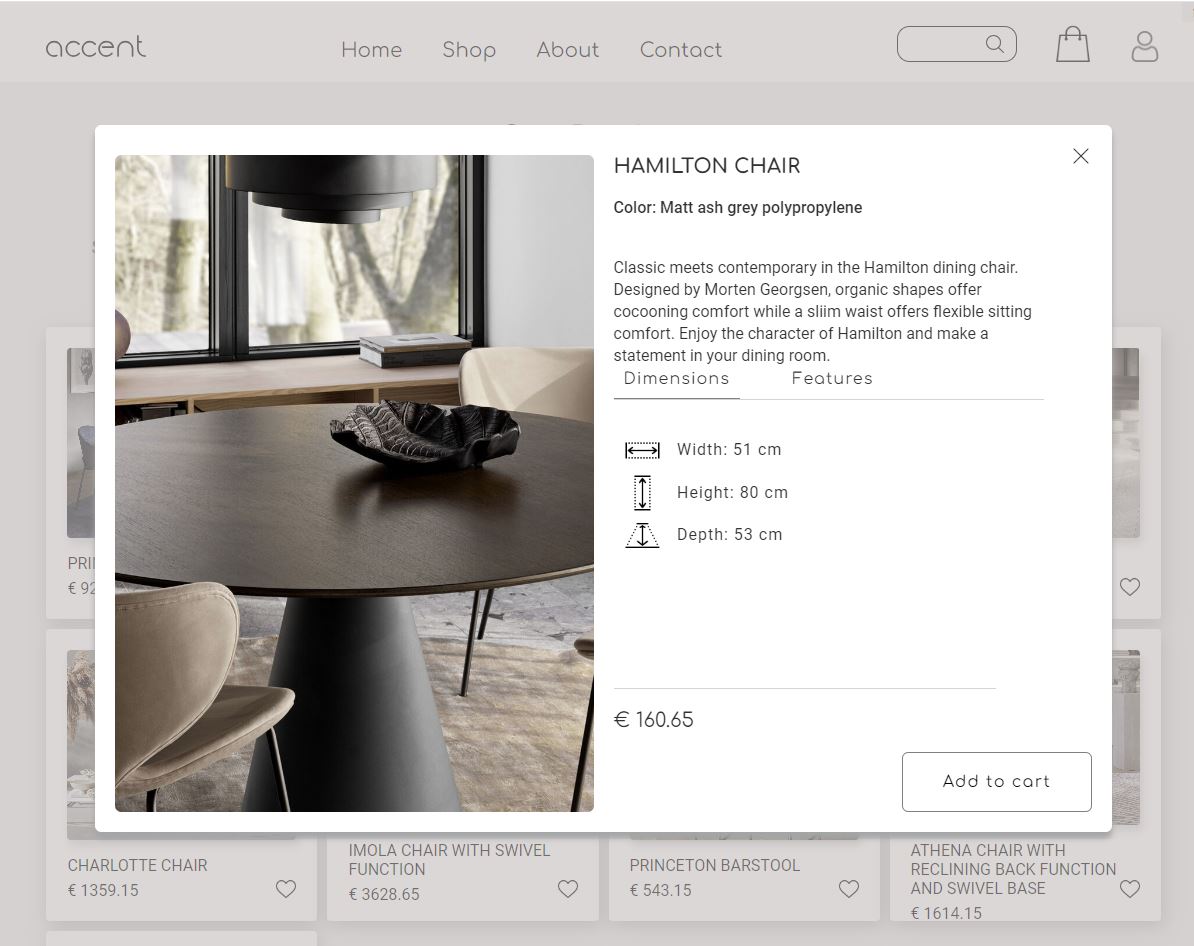 accent
Home Shop About Contact
HAMILTON CHAIR
Color: Matt ash grey polypropylene
Classic meets contemporary in the Hamilton dining chair.
Designed by Morten Georgsen, organic shapes offer
cocooning comfort while a sliim waist offers flexible sitting
comfort. Enjoy the character of Hamilton and make a
statement in your dining room.
Dimensions Features
Width: 51 cm
Height: 80 cm
Depth: 53 cm
€ 160.65
Add to cart
CHARLOTTE CHAIR
€ 1359.15
IMOLA CHAIR WITH SWIVEL
FUNCTION
€ 3628.65
PRINCETON BARSTOOL
€ 543.15
ATHENA CHAIR WITH
RECLINING BACK FUNCTION
AND SWIVEL BASE
€ 1614.15